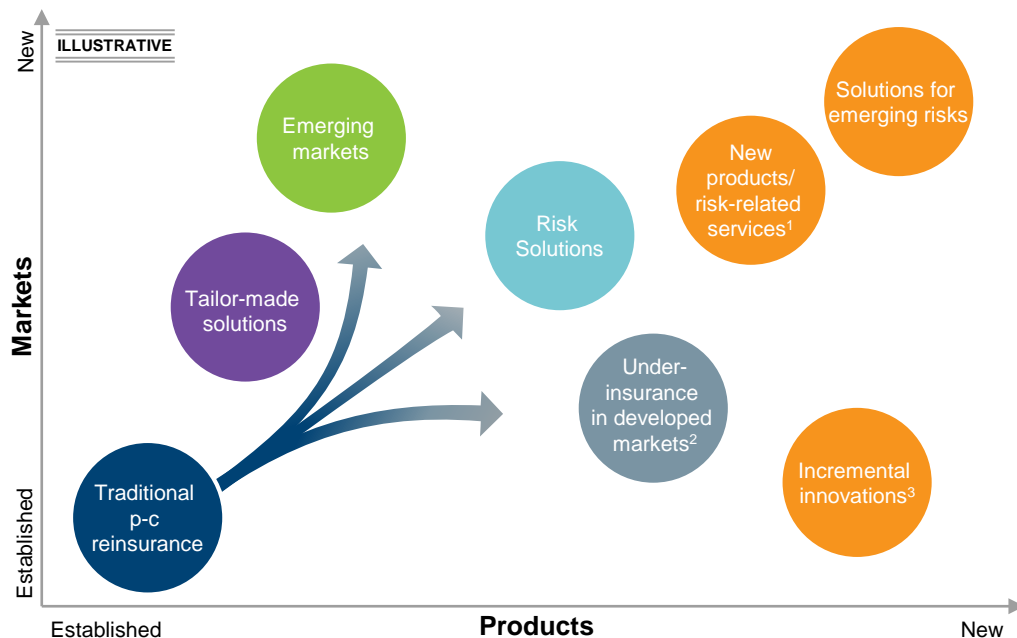 New
ILLUSTRATIVE
Solutions for
emerging risks
Emerging
markets
New
products/
risk-related
services¹
Risk
Solutions
Tailor-made
solutions
Markets
Under-
insurance
in developed
markets²
Incremental
innovations³
Traditional
p-c
reinsurance
Established
Established
Products
New